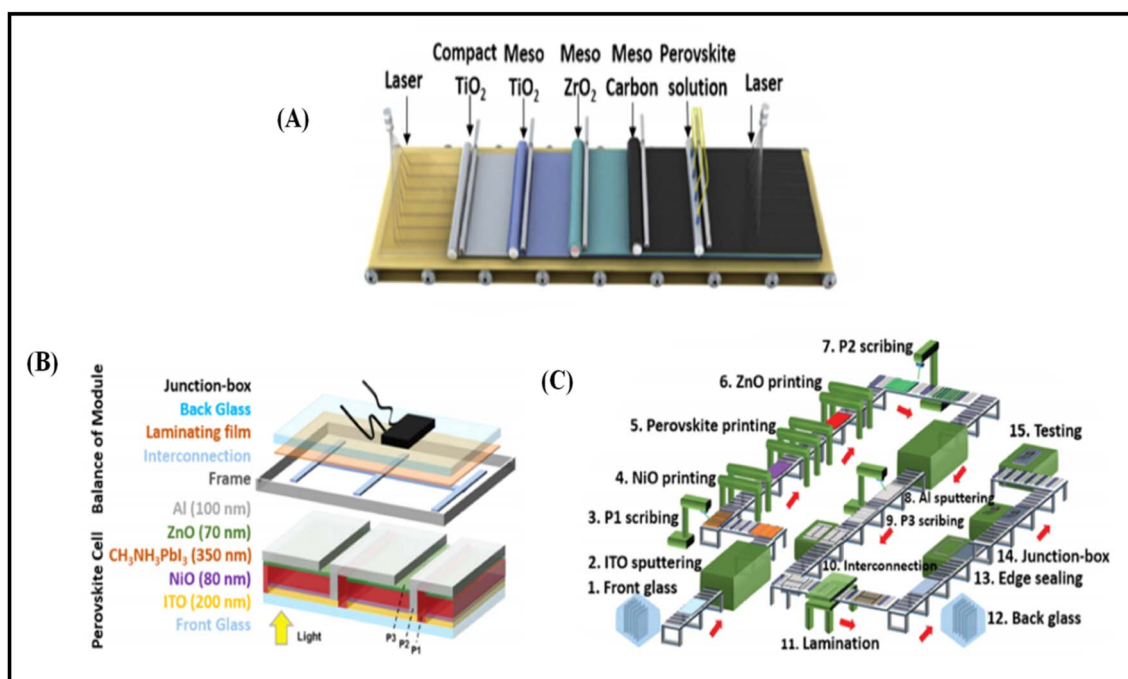 (A)
Laser
Compact
TiO2
Meso
TiO2
Meso
ZrO2
Meso
Carbon
Perovskite
solution
Laser
(B)
Balance of Module
Junction-box
Back Glass
Laminating film
Interconnection
Frame
Perovskite Cell
Al (100 nm)
ZnO (70 nm)
CH3NH3PbI3 (350 nm)
NiO (80 nm)
ITO (200 nm)
Front Glass
Light
P3
P2
P1
(C)
7. P2 scribing
6. ZnO printing
5. Perovskite printing
4. NiO printing
3. P1 scribing
2. ITO sputtering
1. Front glass
15. Testing
8. Al sputtering
9. P3 scribing
10. Interconnection
14. Junction-box
13. Edge sealing
12. Back glass
11. Lamination